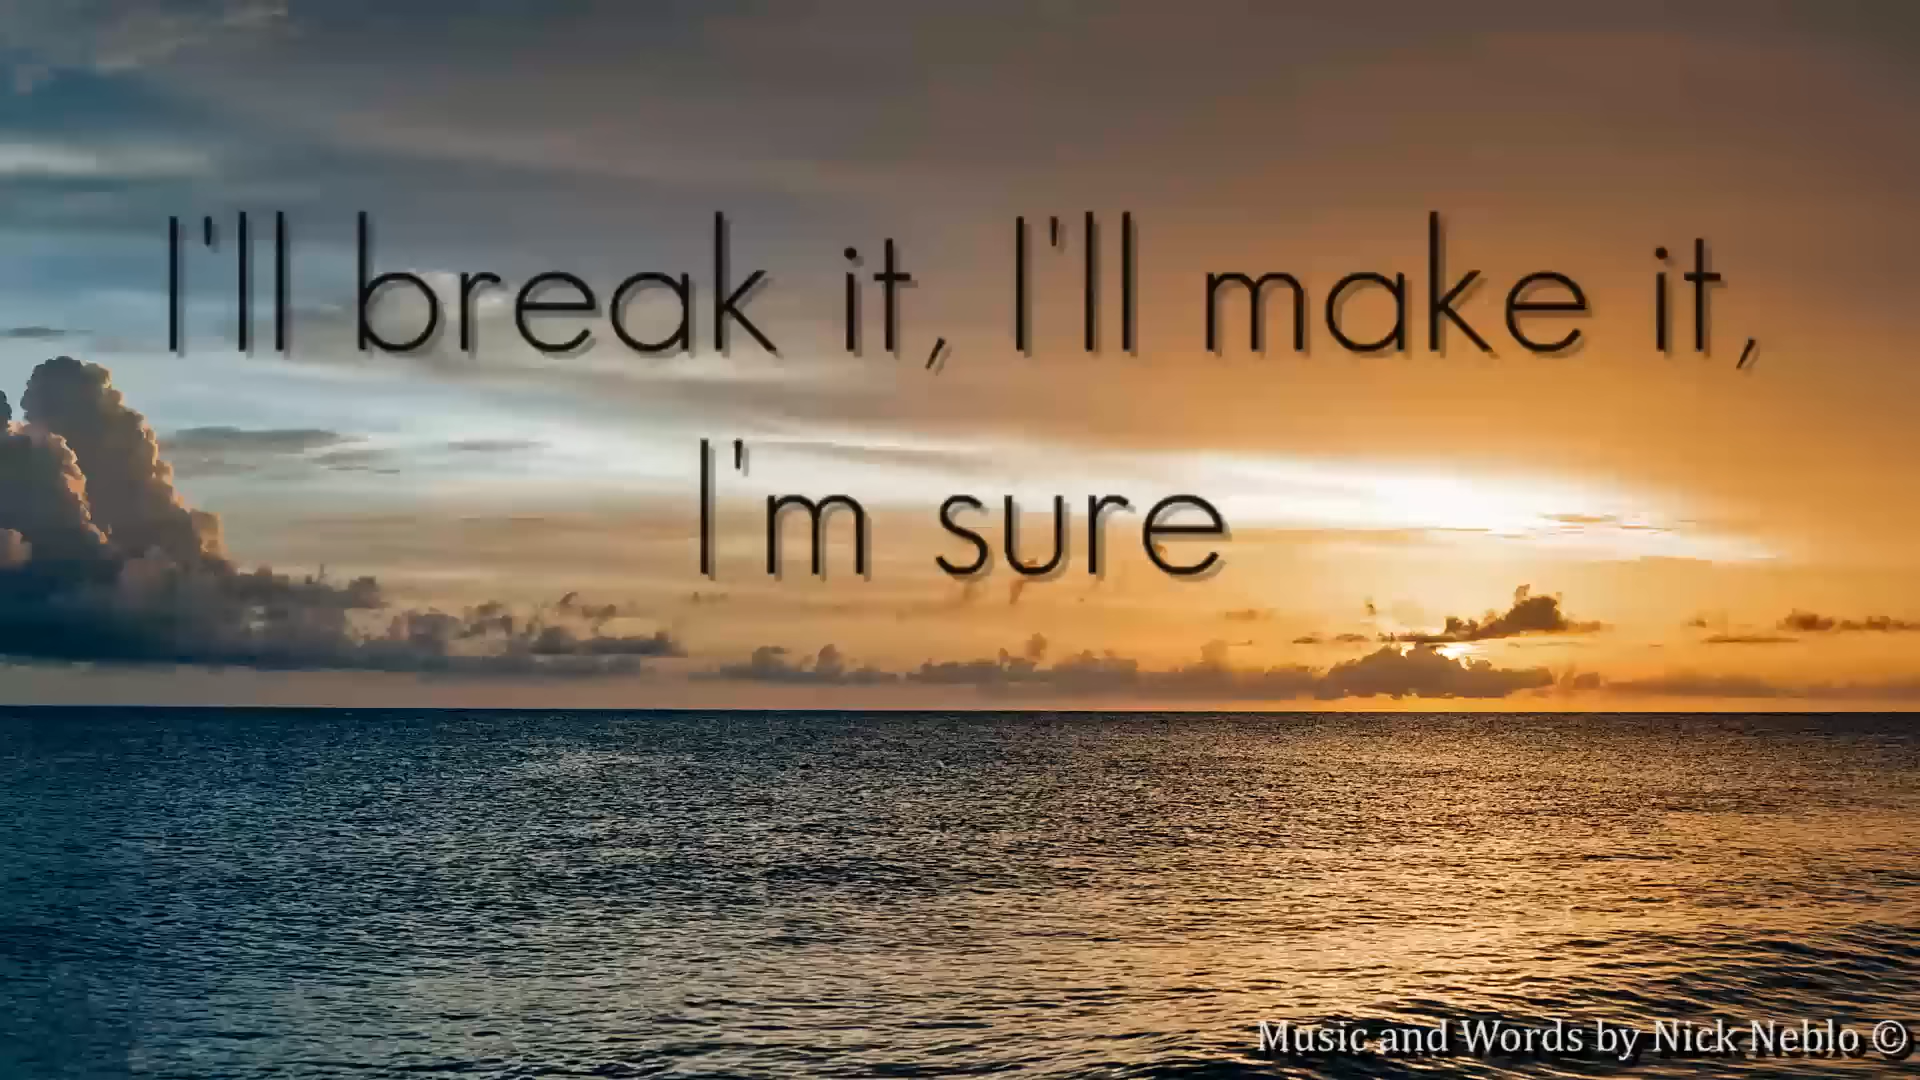 I'll break it, I'll make it,
I'm sure
Music and Words by Nick Neblo ©